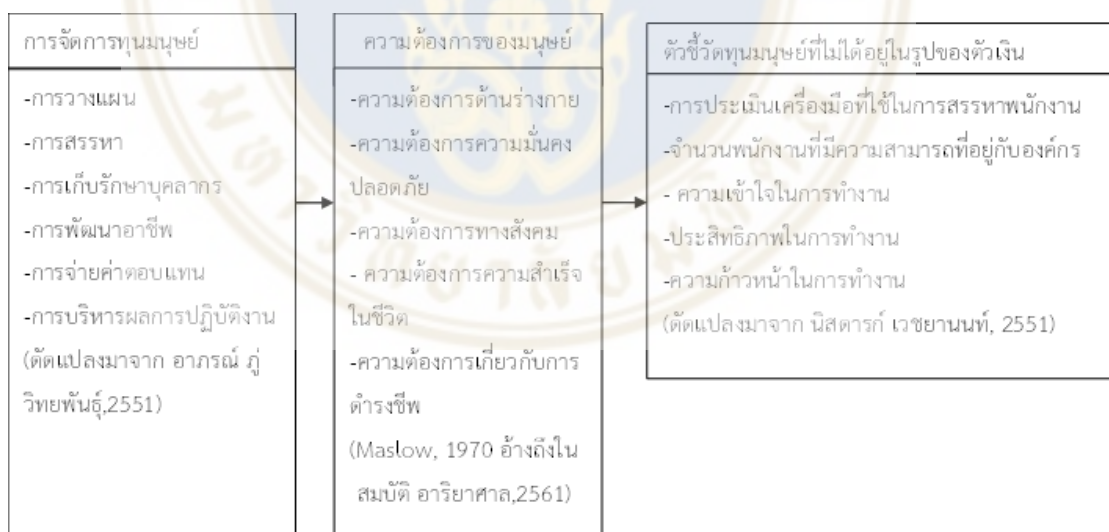 การจัดการทุนมนุษย์
-การวางแผน
-การสรรหา
-การเก็บรักษาบุคลากร
-การพัฒนาอาชีพ
-การจ่ายค่าตอบแทน
-การบริหารผลการปฏิบัติงาน
(ดัดแปลงมาจาก อาภรณ์ ภู่
วิทยพันธุ์,2551)
ความต้องการของมนุษย์
-ความต้องการด้านร่างกาย
-ความต้องการความมั่นคง
ปลอดภัย
-ความต้องการทางสังคม
- ความต้องการความสำเร็จ
ในชีวิต
-ความต้องการเกี่ยวกับการ
ดำรงชีพ
(Maslow, 1970 อ้างถึงใน
สมบัติ อาริยาศาล,2561)
ตัวชี้วัดทุนมนุษย์ที่ไม่ได้อยู่ในรูปของตัวเงิน
-การประเมินเครื่องมือที่ใช้ในการสรรหาพนักงาน
-จำนวนพนักงานที่มีความสามารถที่อยู่กับองค์กร
- ความเข้าใจในการทำงาน
-ประสิทธิภาพในการทำงาน
-ความก้าวหน้าในการทำงาน
(ดัดแปลงมาจาก นิสดารก์ เวชยานนท์, 2551)